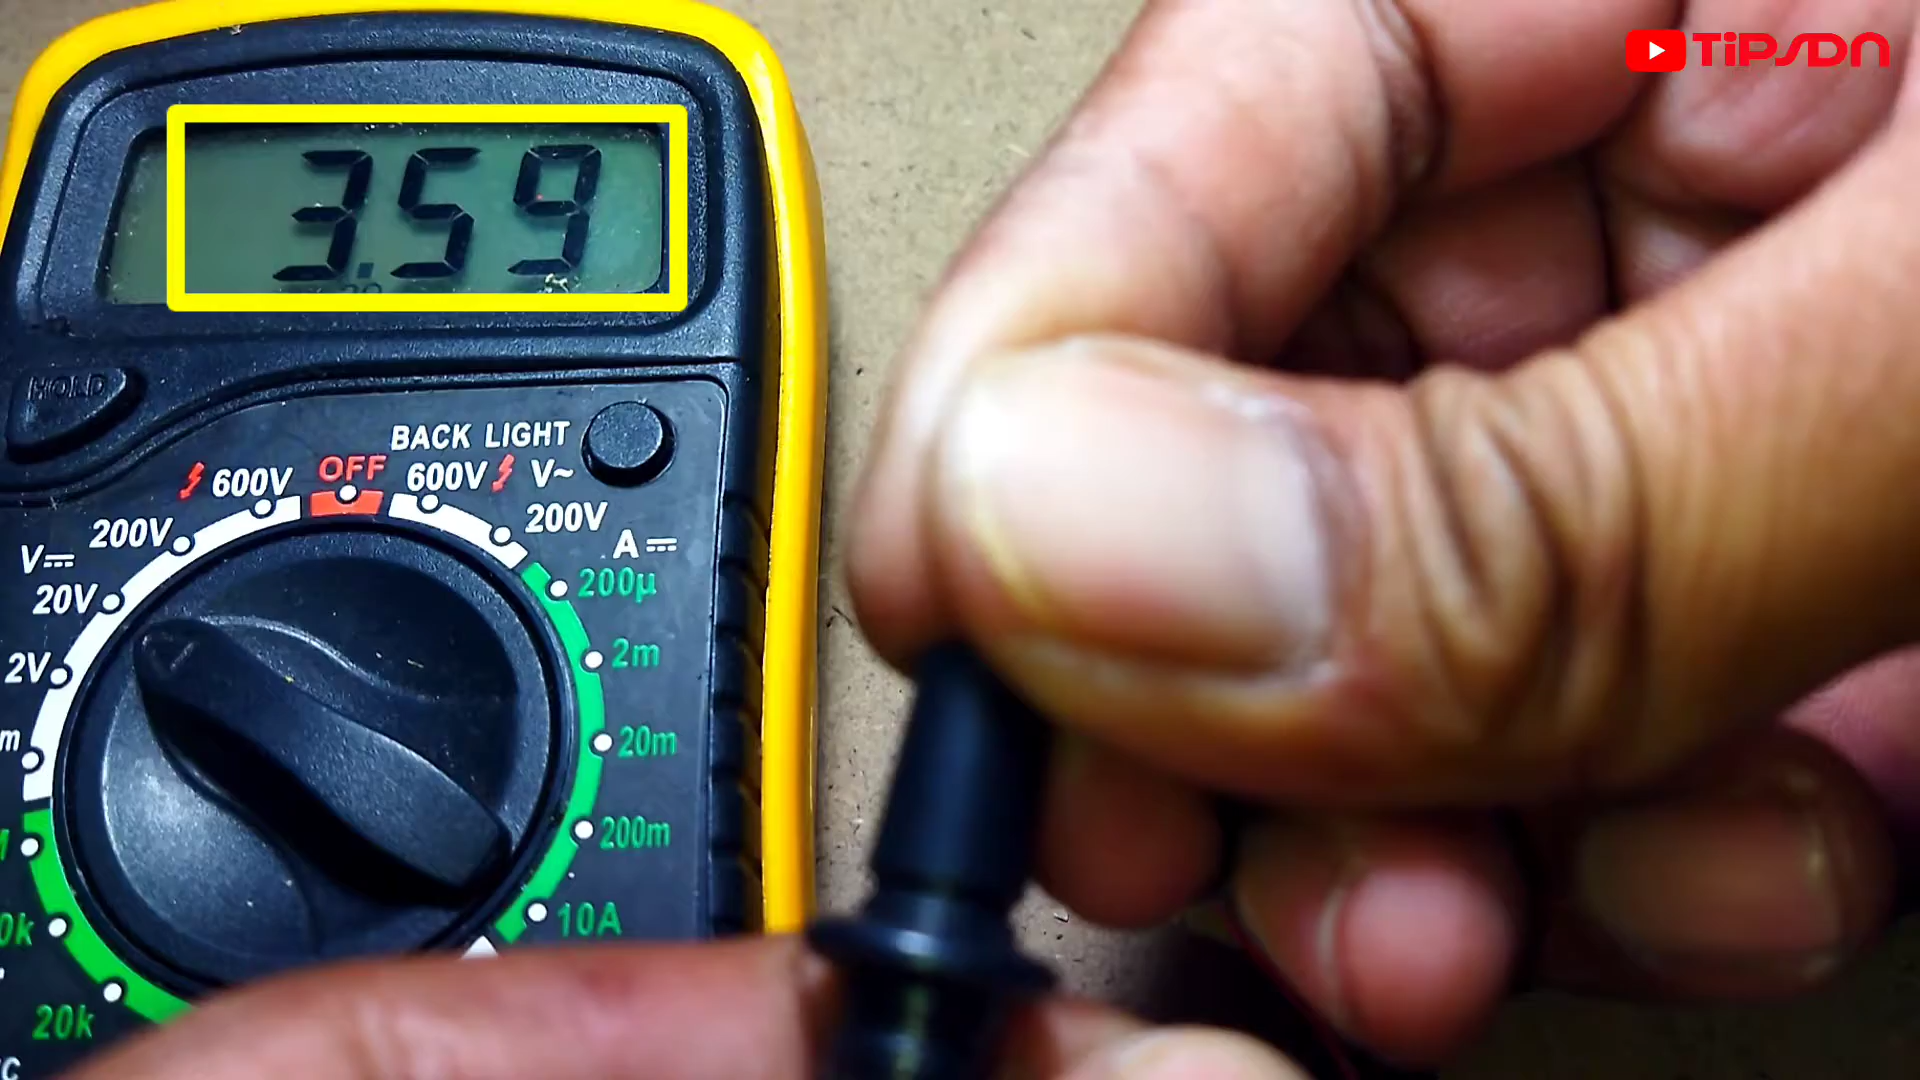 TiPSDN
3.59
HOLD
BACK LIGHT
600V OFF 600V V~
200V 200V
V⎓ A⎓
20V 200µ
2V 2m
m 20m
200m
10A
20k